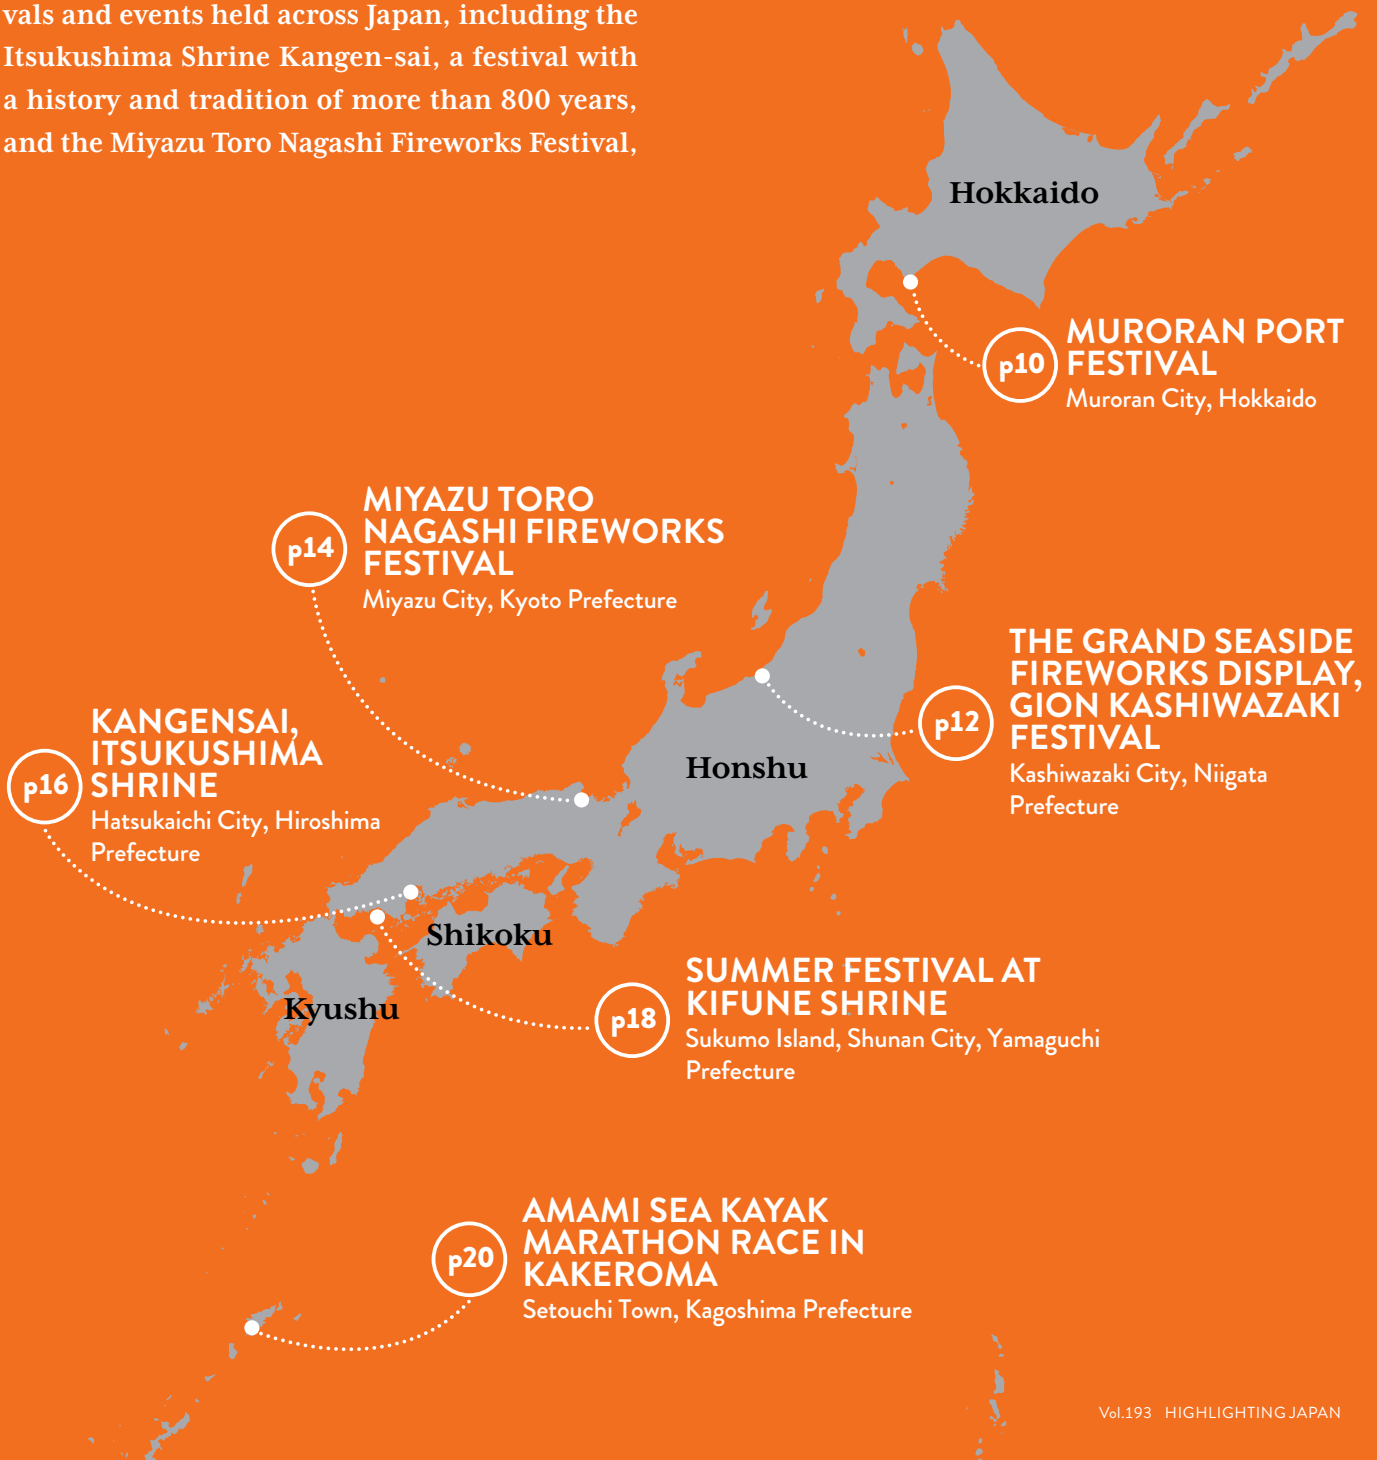 vals and events held across Japan, including the
Itsukushima Shrine Kangen-sai, a festival with
a history and tradition of more than 800 years,
and the Miyazu Toro Nagashi Fireworks Festival,
Hokkaido
p10
MURORAN PORT
FESTIVAL
Muroran City, Hokkaido
p14
MIYAZU TORO
NAGASHI FIREWORKS
FESTIVAL
Miyazu City, Kyoto Prefecture
p12
THE GRAND SEASIDE
FIREWORKS DISPLAY,
GION KASHIWAZAKI
FESTIVAL
Kashiwazaki City, Niigata
Prefecture
p16
KANGENSAI,
ITSUKUSHIMA
SHRINE
Hatsukaichi City, Hiroshima
Prefecture
Honshu
Shikoku
Kyushu
p18
SUMMER FESTIVAL AT
KIFUNE SHRINE
Sukumo Island, Shunan City, Yamaguchi
Prefecture
p20
AMAMI SEA KAYAK
MARATHON RACE IN
KAKEROMA
Setouchi Town, Kagoshima Prefecture
Vol.193 HIGHLIGHTING JAPAN